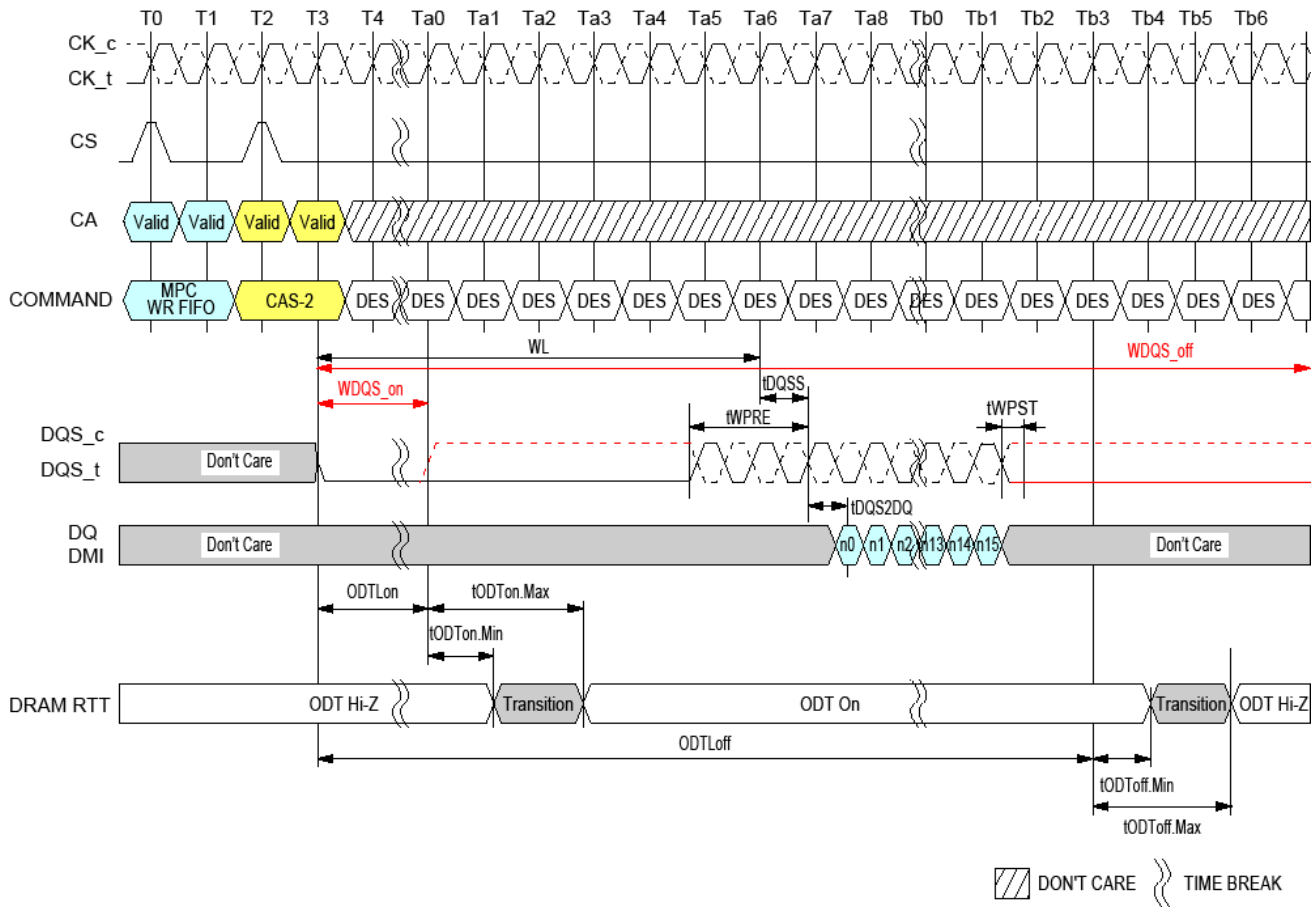 T0 T1 T2 T3 T4 Ta0 Ta1 Ta2 Ta3 Ta4 Ta5 Ta6 Ta7 Ta8 Tb0 Tb1 Tb2 Tb3 Tb4 Tb5 Tb6
CK_c
CK_t
CS
CA Valid Valid Valid Valid
COMMAND MPC WR FIFO CAS-2 DES DES DES DES DES DES DES DES DES DES DES DES DES DES DES DES DES
WL
WDQS_off
WDQS_on
tDQSS
tWPRE
tWPST
DQS_c
DQS_t
Don't Care
tDQS2DQ
DQ
DMI
Don't Care n0 n1 n2 n13 n14 n15 Don't Care
ODTLon
tODTon.Max
tODTon.Min
DRAM RTT ODT Hi-Z Transition ODT On Transition ODT Hi-Z
ODTLoff
tODToff.Min
tODToff.Max
DON'T CARE TIME BREAK